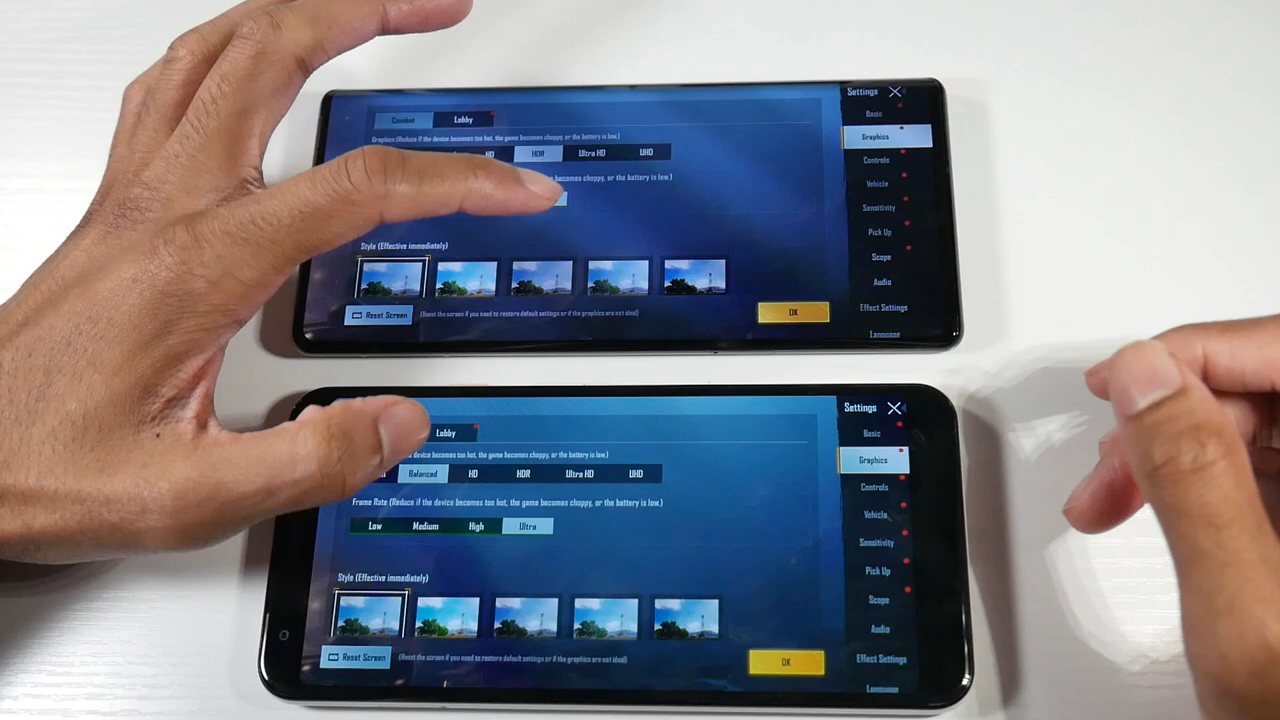 Settings
Combat Lobby
Basic
Graphics (Reduce if the device becomes too hot, the game becomes choppy, or the battery is low.)
Graphics
HD HDR Ultra HD UHD
Controls
becomes choppy, or the battery is low.)
Vehicle
Sensitivity
Pick Up
Style (Effective immediately)
Scope
Audio
Reset Screen (Reset the screen if you need to restore default settings or if the graphics are not ideal) OK
Effect Settings
Language
Settings
Lobby
Basic
device becomes too hot, the game becomes choppy, or the battery is low.)
Graphics
Balanced HD HDR Ultra HD UHD
Controls
Frame Rate (Reduce if the device becomes too hot, the game becomes choppy, or the battery is low.)
Vehicle
Low Medium High Ultra
Sensitivity
Pick Up
Style (Effective immediately)
Scope
Audio
Reset Screen (Reset the screen if you need to restore default settings or if the graphics are not ideal) OK
Effect Settings
Language